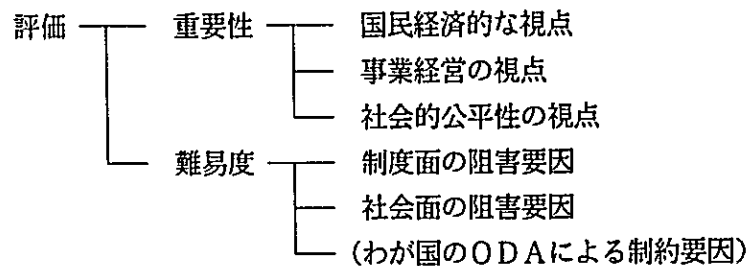 評価 重要性 国民経済的な視点
事業経営の視点
社会的公平性の視点
難易度 制度面の阻害要因
社会面の阻害要因
(わが国のODAによる制約要因)